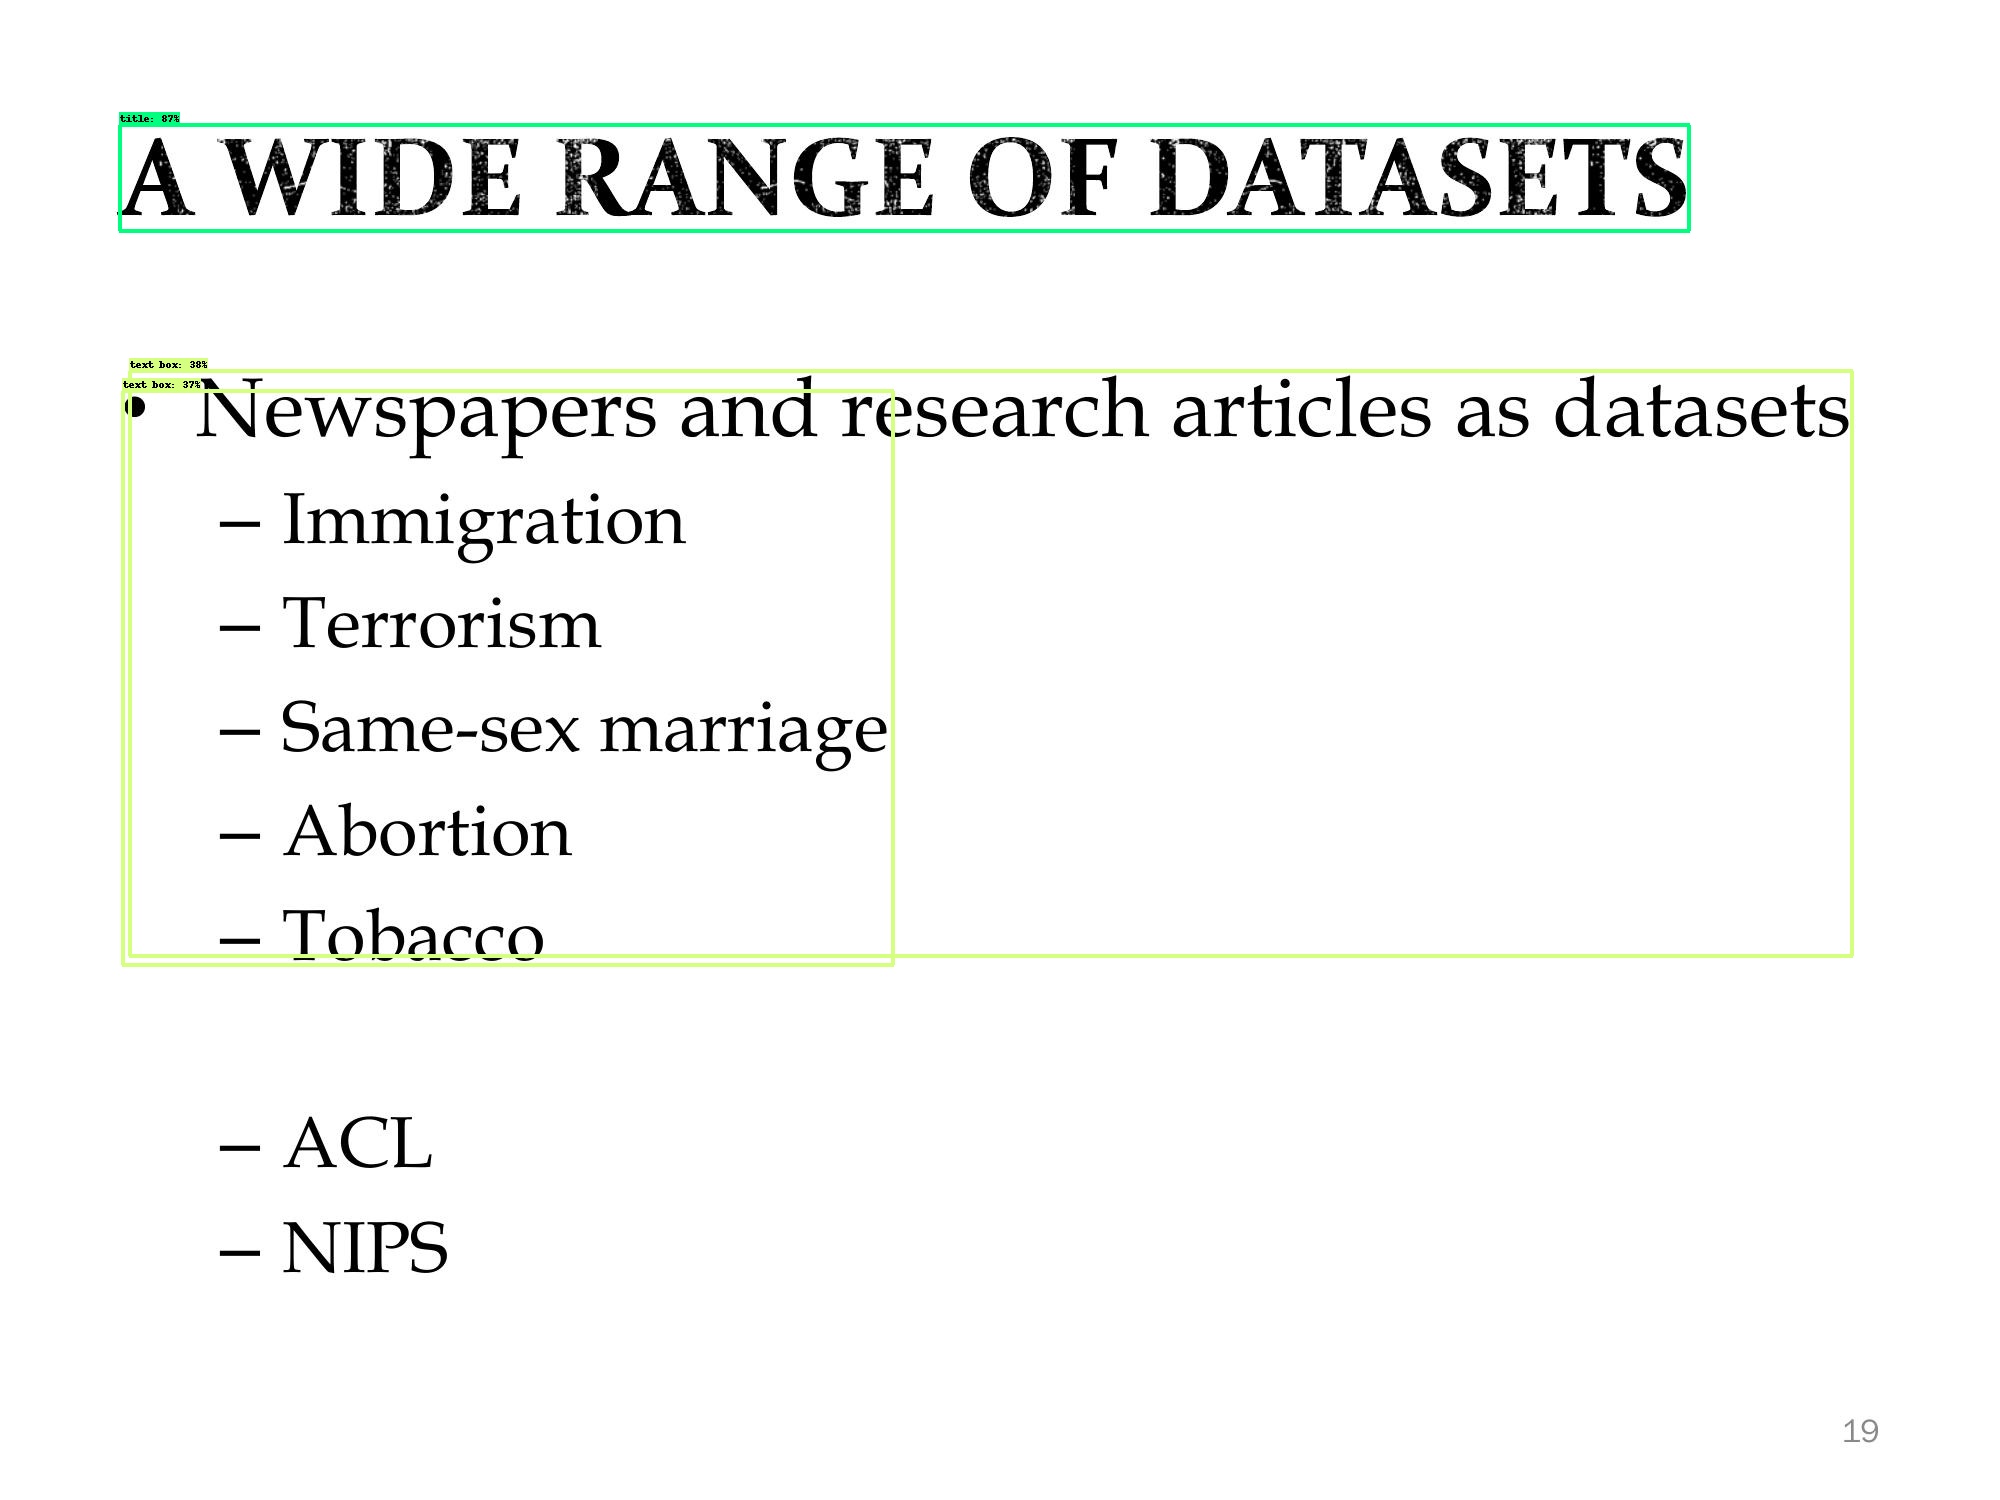 title: 87%
A WIDE RANGE OF DATASETS
text box: 38%
text box: 37%
• Newspapers and research articles as datasets
– Immigration
– Terrorism
– Same-sex marriage
– Abortion
– Tobacco
– ACL
– NIPS
19